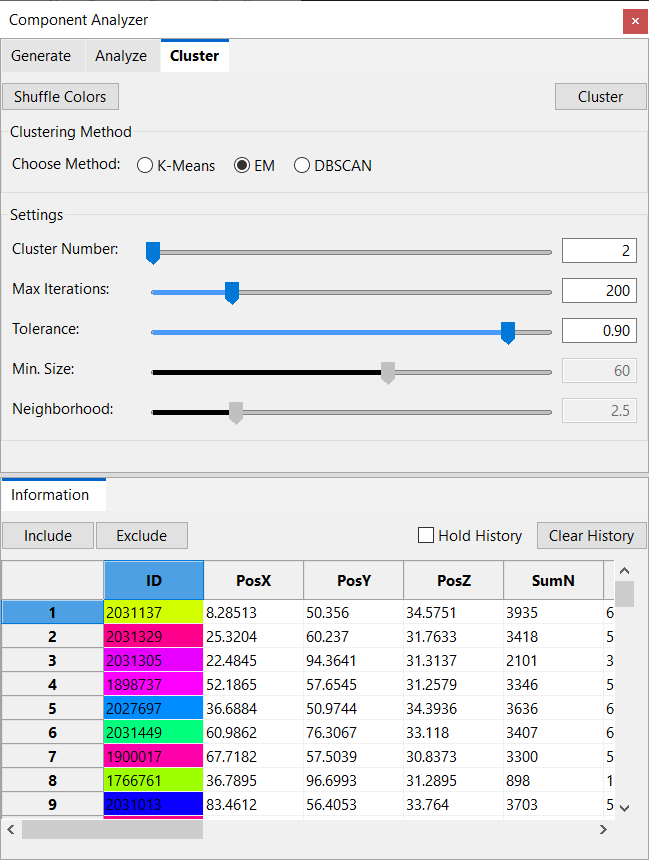 Component Analyzer
Generate Analyze Cluster
Shuffle Colors Cluster
Clustering Method
Choose Method: K-Means EM DBSCAN
Settings
Cluster Number: 2
Max Iterations: 200
Tolerance: 0.90
Min. Size: 60
Neighborhood: 2.5
Information
Include Exclude Hold History Clear History
ID PosX PosY PosZ SumN
1 2031137 8.28513 50.356 34.5751 3935 6
2 2031329 25.3204 60.237 31.7633 3418 5
3 2031305 22.4845 94.3641 31.3137 2101 3
4 1898737 52.1865 57.6545 31.2579 3346 5
5 2027697 36.6884 50.9744 34.3936 3636 6
6 2031449 60.9862 76.3067 33.118 3407 6
7 1900017 67.7182 57.5039 30.8373 3300 5
8 1766761 36.7895 96.6993 31.2895 898 1
9 2031013 83.4612 56.4053 33.764 3703 5